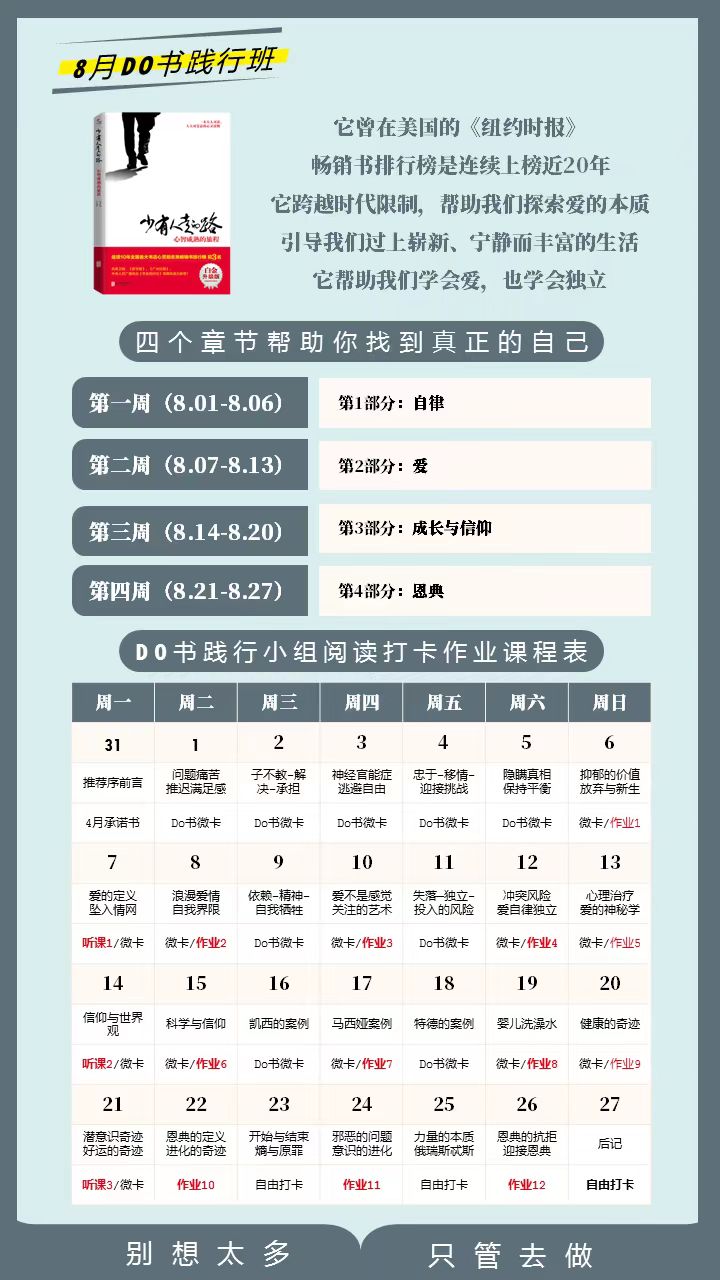 8月DO书践行班
少有人走的路
心智成熟的旅程
白金
升级版
它曾在美国的《纽约时报》
畅销书排行榜是连续上榜近20年
它跨越时代限制，帮助我们探索爱的本质
引导我们过上崭新、宁静而丰富的生活
它帮助我们学会爱，也学会独立
四个章节帮助你找到真正的自己
第一周（8.01-8.06） 第1部分：自律
第二周（8.07-8.13） 第2部分：爱
第三周（8.14-8.20） 第3部分：成长与信仰
第四周（8.21-8.27） 第4部分：恩典
DO书践行小组阅读打卡作业课程表
周一 周二 周三 周四 周五 周六 周日
31 1 2 3 4 5 6
推荐序前言 问题痛苦 子不教-解 神经官能症 忠于-移情- 隐瞒真相 抑郁的价值
推迟满足感 决-承担 逃避自由 迎接挑战 保持平衡 放弃与新生
4月承诺书 Do书微卡 Do书微卡 Do书微卡 Do书微卡 Do书微卡 微卡/作业1
7 8 9 10 11 12 13
爱的定义 浪漫爱情 依赖-精神- 爱不是感觉 失落-独立- 冲突风险 心理治疗
坠入情网 自我界限 自我牺牲 关注的艺术 投入的风险 爱自律独立 爱的神秘学
听课1/微卡 微卡/作业2 Do书微卡 微卡/作业3 Do书微卡 微卡/作业4 微卡/作业5
14 15 16 17 18 19 20
信仰与世界 科学与信仰 凯西的案例 马西娅案例 特德的案例 婴儿洗澡水 健康的奇迹
观
听课2/微卡 微卡/作业6 Do书微卡 微卡/作业7 Do书微卡 微卡/作业8 微卡/作业9
21 22 23 24 25 26 27
潜意识奇迹 恩典的定义 开始与结束 邪恶的问题 力量的本质 恩典的抗拒 后记
好运的奇迹 进化的奇迹 熵与原罪 意识的进化 俄瑞斯忒斯 迎接恩典
听课3/微卡 作业10 自由打卡 作业11 自由打卡 作业12 自由打卡
别想太多 只管去做